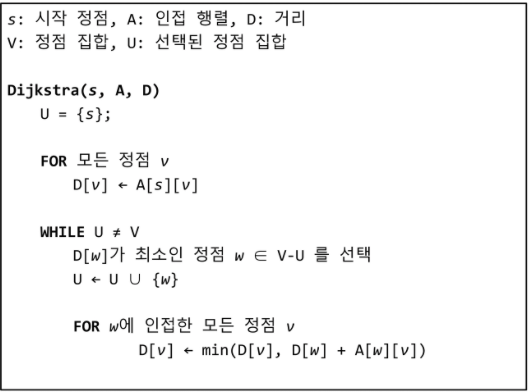 s: 시작 정점, A: 인접 행렬, D: 거리
V: 정점 집합, U: 선택된 정점 집합
Dijkstra(s, A, D)
U = {s};
FOR 모든 정점 v
D[v] ← A[s][v]
WHILE U ≠ V
D[w]가 최소인 정점 w ∈ V-U 를 선택
U ← U ∪ {w}
FOR w에 인접한 모든 정점 v
D[v] ← min(D[v], D[w] + A[w][v])